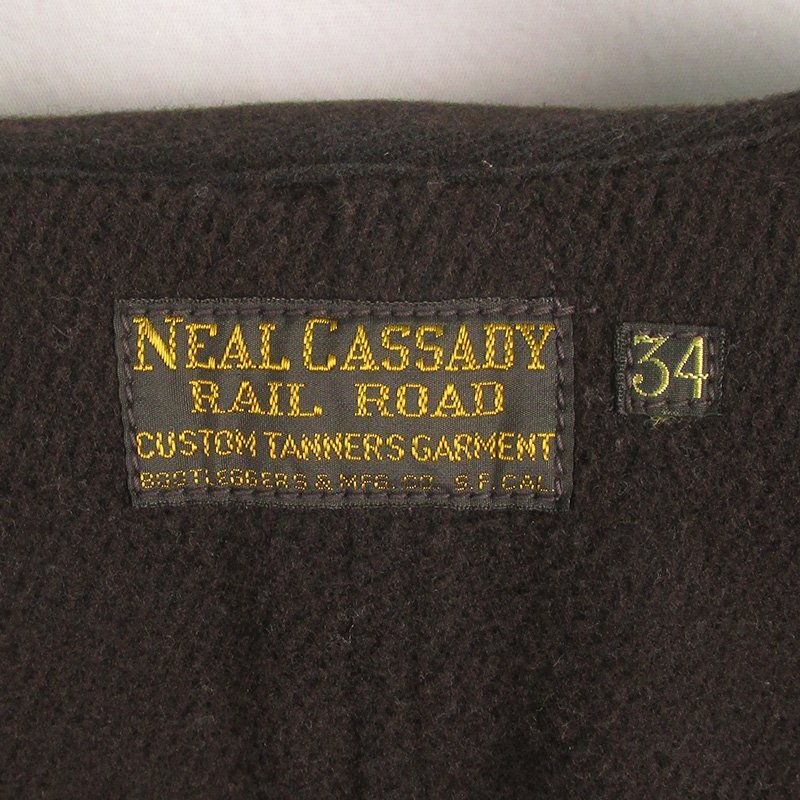 NEAL CASSADY
RAIL ROAD
CUSTOM TANNERS GARMENT
BOOTLEGGERS & MFG. CO. S.F. CAL
34